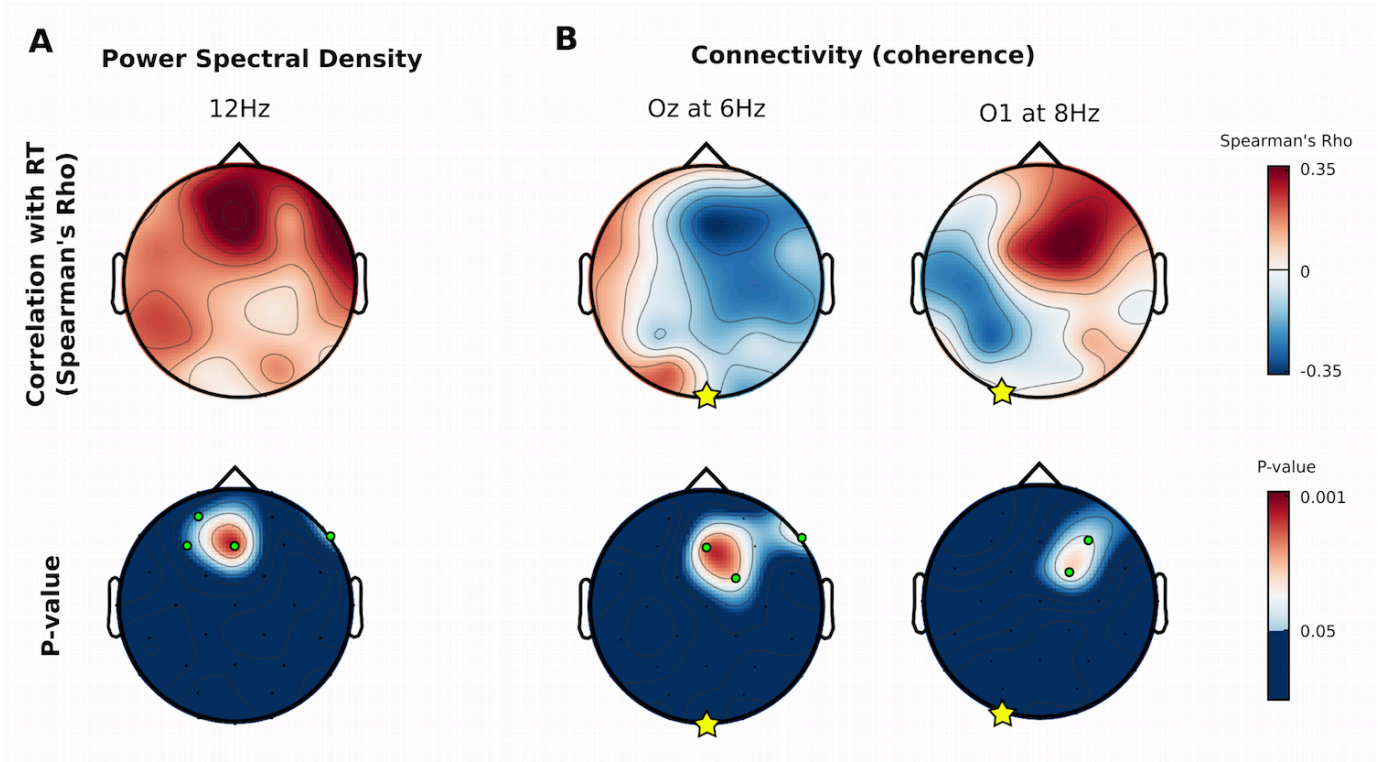 A
Power Spectral Density
12Hz
B
Connectivity (coherence)
Oz at 6Hz
O1 at 8Hz
Correlation with RT
(Spearman's Rho)
Spearman's Rho
0.35
0
-0.35
P-value
P-value
0.001
0.05